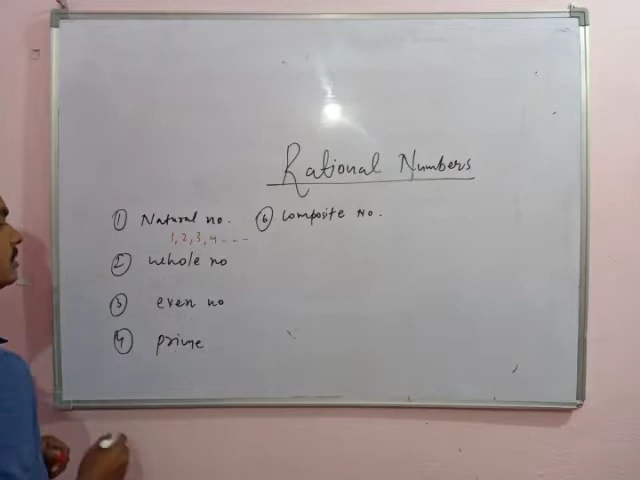 Rational Numbers
① Natural no.
1, 2, 3, 4 - - - -
② whole no
③ even no
④ prime
⑥ Composite No.